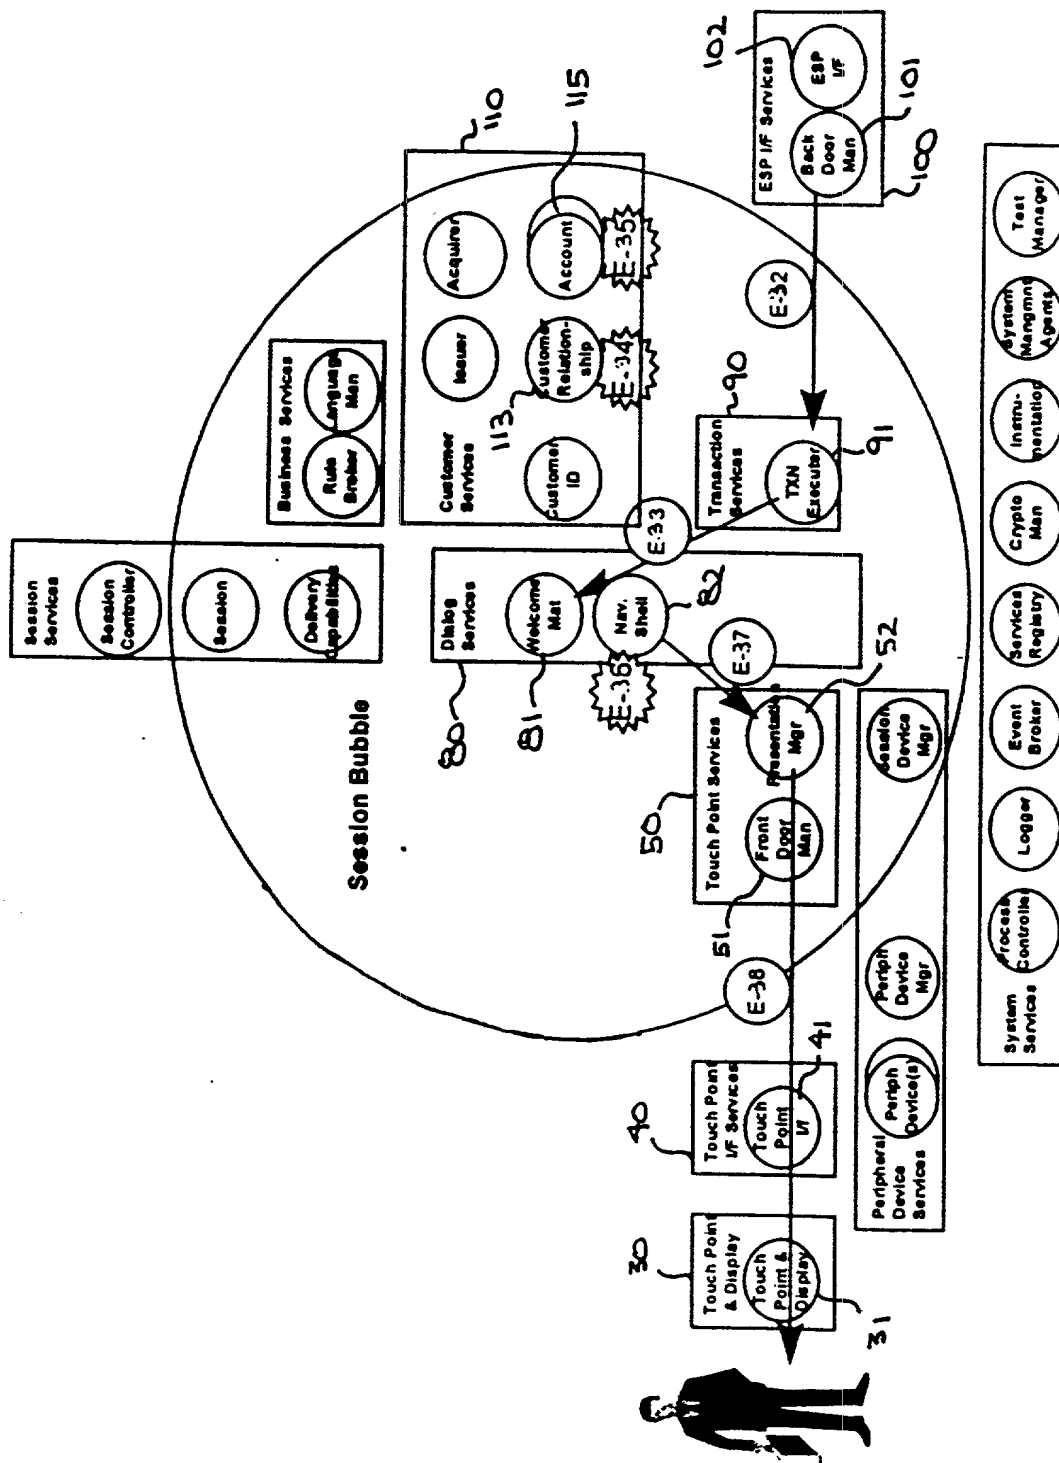 Session
Services
Session
Controller
Session
Delivery
Capabilities
Business Services
Rule
Broker
Language
Man
110
Customer
Services
Issuer
Acquirer
Customer
ID
Customer
Relation-
ship
Account
113
115
E-34
E-35
Session Bubble
80
Dialog
Services
81
Welcome
Mat
Nav.
Shell
82
E-36
E-33
E-37
90
Transaction
Services
TXN
Executer
91
E-32
102
ESP I/F Services
Back
Door
Man
ESP
I/F
101
100
50
Touch Point Services
Front
Door
Man
Presentation
Mgr
51
52
E-38
40
Touch Point
I/F Services
Touch
Point
I/F
41
30
Touch Point
& Display
Touch
Point &
Display
31
Peripheral
Device
Services
Periph
Device(s)
Periph
Device
Mgr
Session
Device
Mgr
System
Services
Process
Controller
Logger
Event
Broker
Services
Registry
Crypto
Man
Instru-
mentation
System
Mangmnt
Agents
Test
Manager